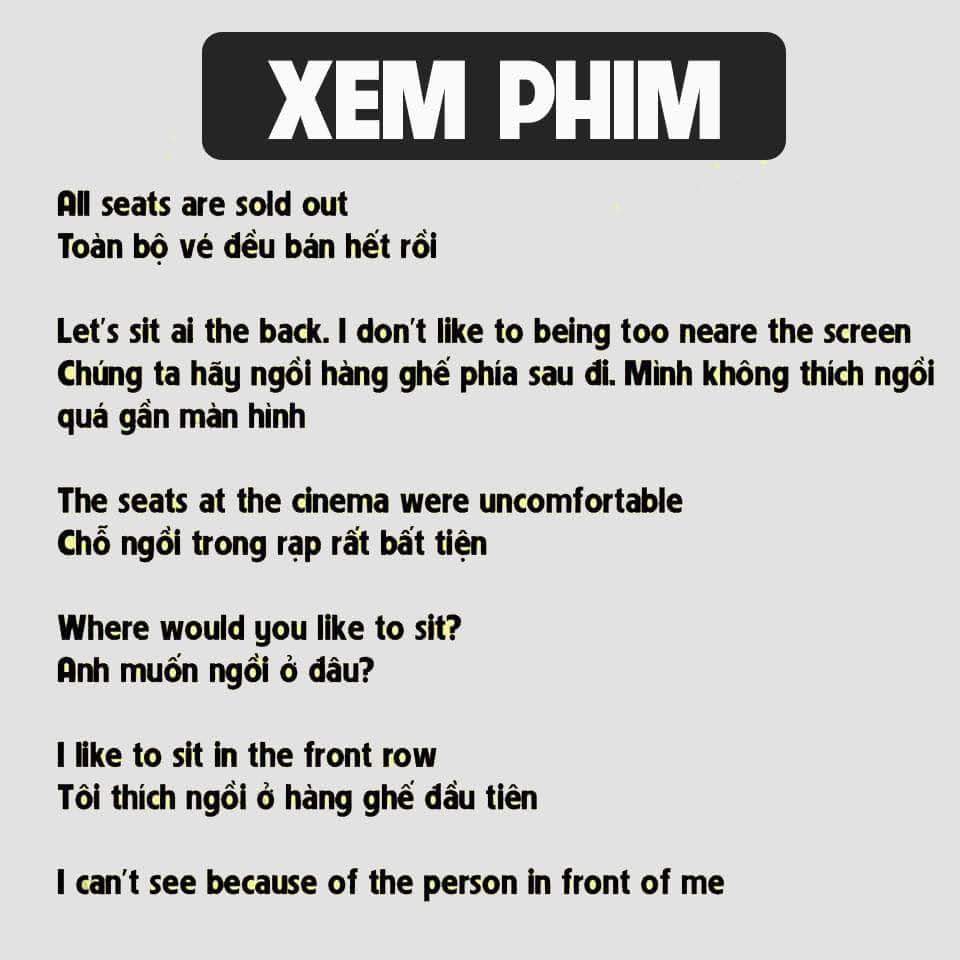 XEM PHIM
All seats are sold out
Toàn bộ vé đều bán hết rồi
Let's sit ai the back. I don't like to being too neare the screen
Chúng ta hãy ngồi hàng ghế phía sau đi. Mình không thích ngồi
quá gần màn hình
The seats at the cinema were uncomfortable
Chỗ ngồi trong rạp rất bất tiện
Where would you like to sit?
Anh muốn ngồi ở đâu?
I like to sit in the front row
Tôi thích ngồi ở hàng ghế đầu tiên
I can't see because of the person in front of me